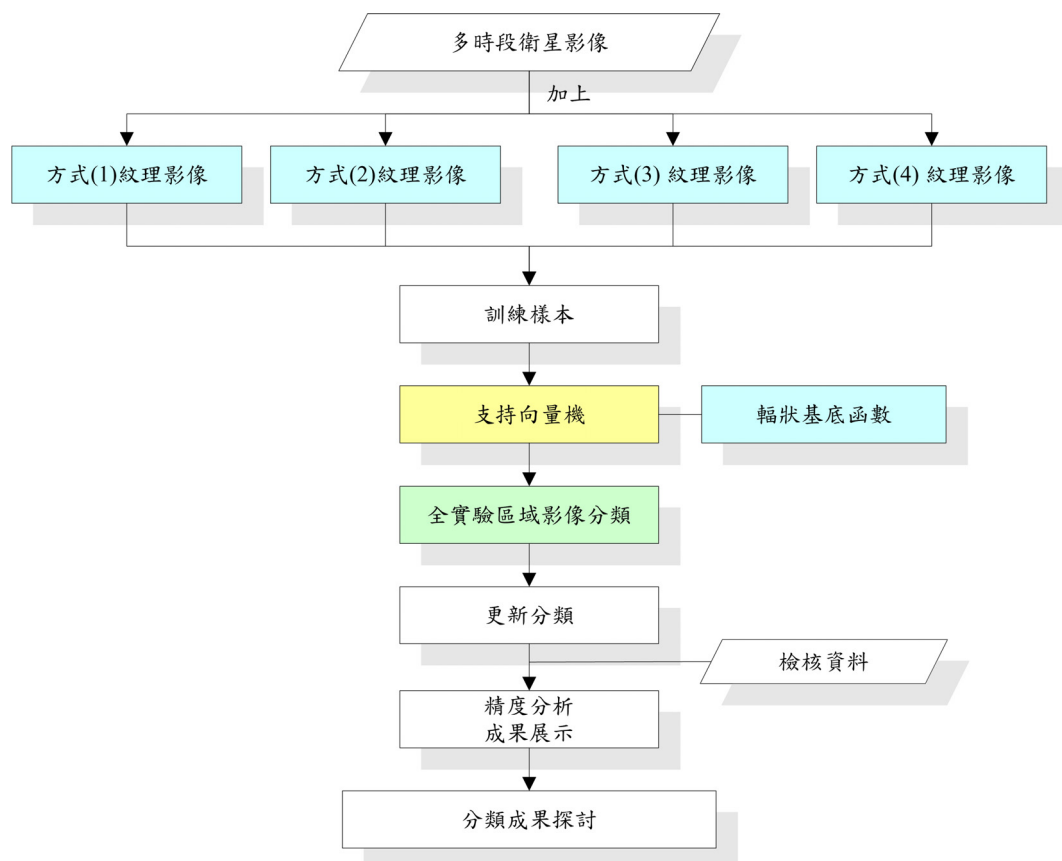 多時段衛星影像
加上
方式(1)紋理影像
方式(2)紋理影像
方式(3) 紋理影像
方式(4) 紋理影像
訓練樣本
支持向量機
輻狀基底函數
全實驗區域影像分類
更新分類
檢核資料
精度分析
成果展示
分類成果探討